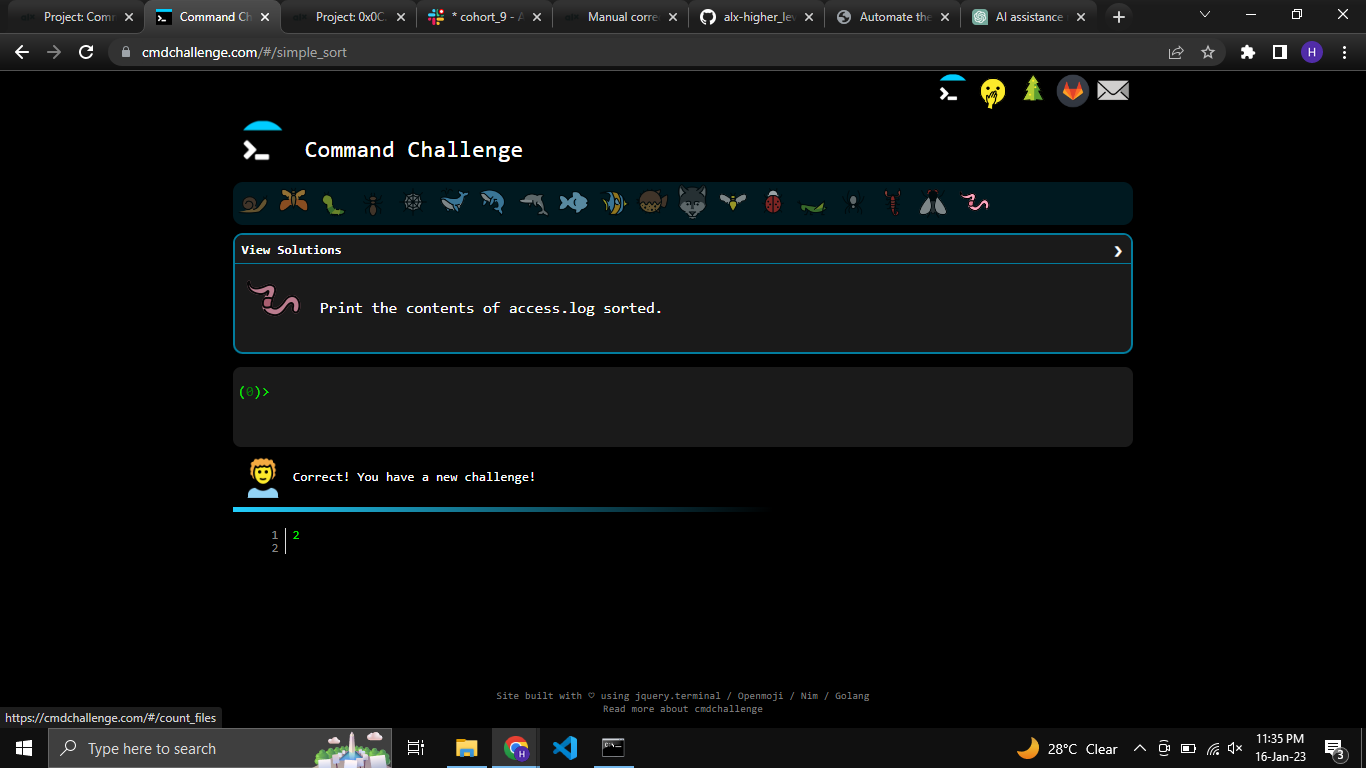 Project: Comm
Command Ch
Project: 0x0C.
* cohort_9 - A
Manual corre
alx-higher_lev
Automate the
AI assistance
cmdchallenge.com/#/simple_sort
H
Command Challenge
View Solutions
Print the contents of access.log sorted.
(0)>
Correct! You have a new challenge!
1 2
2
Site built with ♡ using jquery.terminal / Openmoji / Nim / Golang
Read more about cmdchallenge
https://cmdchallenge.com/#/count_files
Type here to search
28°C Clear
11:35 PM
16-Jan-23
3